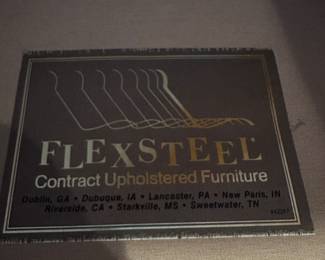 FLEXSTEEL
Contract Upholstered Furniture
Dublin, GA • Dubuque, IA • Lancaster, PA • New Paris, IN
Riverside, CA • Starkville, MS • Sweetwater, TN